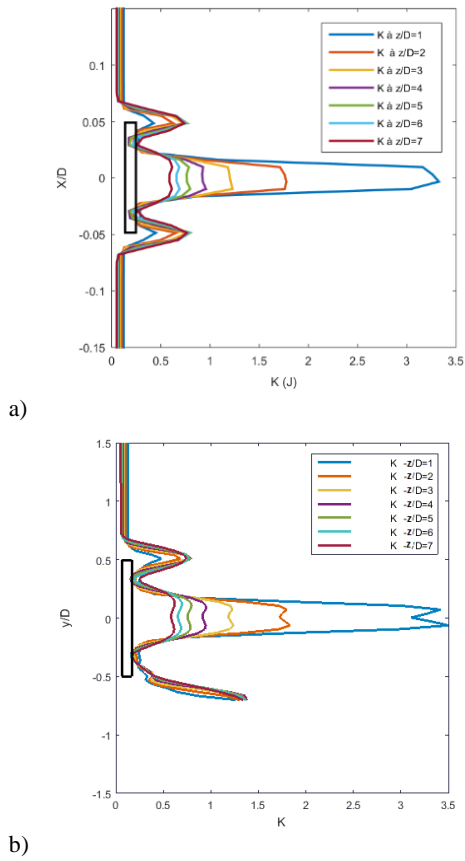 K à z/D=1
K à z/D=2
K à z/D=3
K à z/D=4
K à z/D=5
K à z/D=6
K à z/D=7
X/D
0.1
0.05
0
-0.05
-0.1
-0.15
0 0.5 1 1.5 2 2.5 3 3.5
K (J)
a)
K -z/D=1
K -z/D=2
K -z/D=3
K -z/D=4
K -z/D=5
K -z/D=6
K -z/D=7
y/D
1.5
1
0.5
0
-0.5
-1
-1.5
0 0.5 1 1.5 2 2.5 3 3.5
K
b)